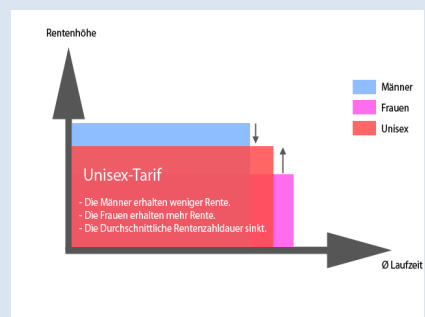 Rentenhöhe
Männer
Frauen
Unisex
Unisex-Tarif
- Die Männer erhalten weniger Rente.
- Die Frauen erhalten mehr Rente.
- Die Durchschnittliche Rentenzahldauer sinkt.
Ø Laufzeit